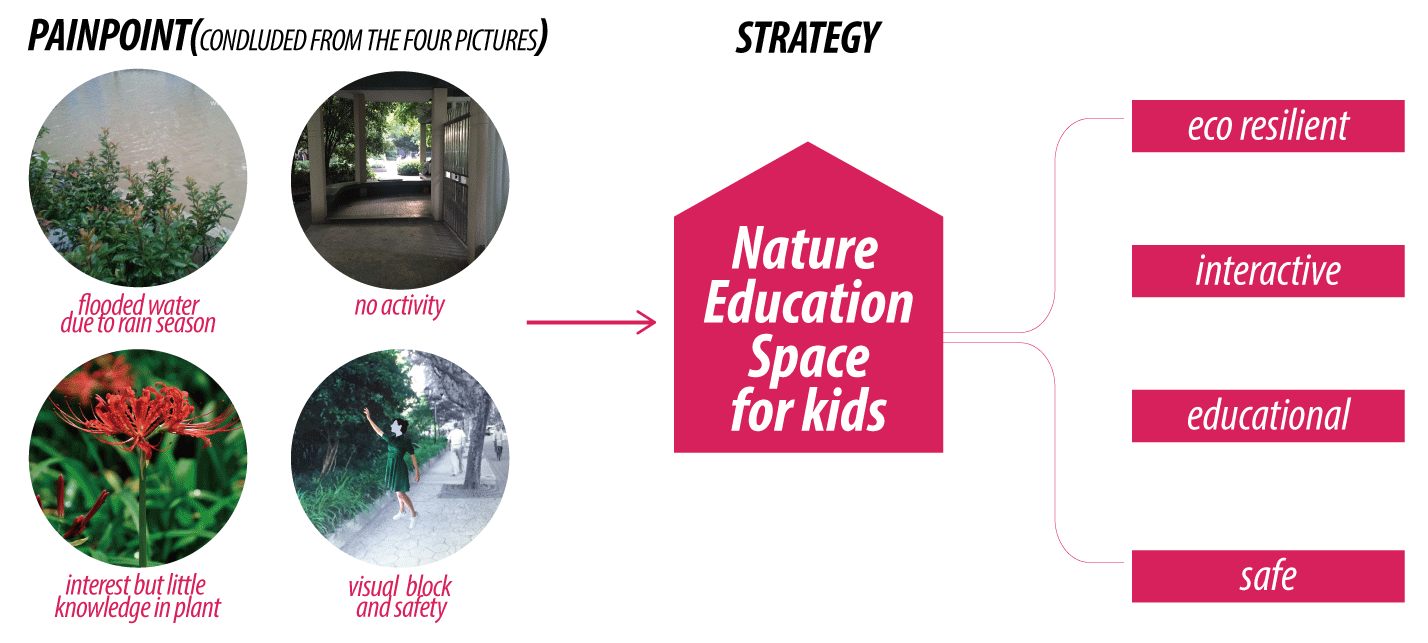 PAINPOINT(CONDLUDED FROM THE FOUR PICTURES)
STRATEGY
flooded water
due to rain season
no activity
interest but little
knowledge in plant
visual block
and safety
Nature
Education
Space
for kids
eco resilient
interactive
educational
safe